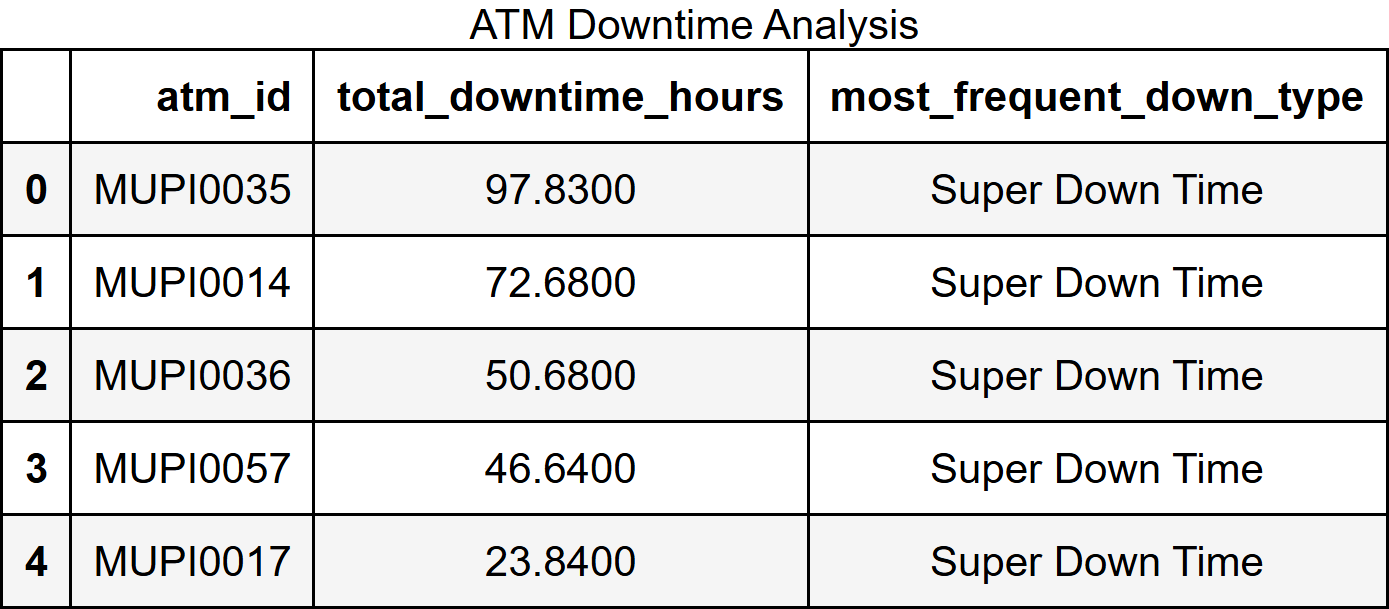 ATM Downtime Analysis
atm_id total_downtime_hours most_frequent_down_type
0 MUPI0035 97.8300 Super Down Time
1 MUPI0014 72.6800 Super Down Time
2 MUPI0036 50.6800 Super Down Time
3 MUPI0057 46.6400 Super Down Time
4 MUPI0017 23.8400 Super Down Time